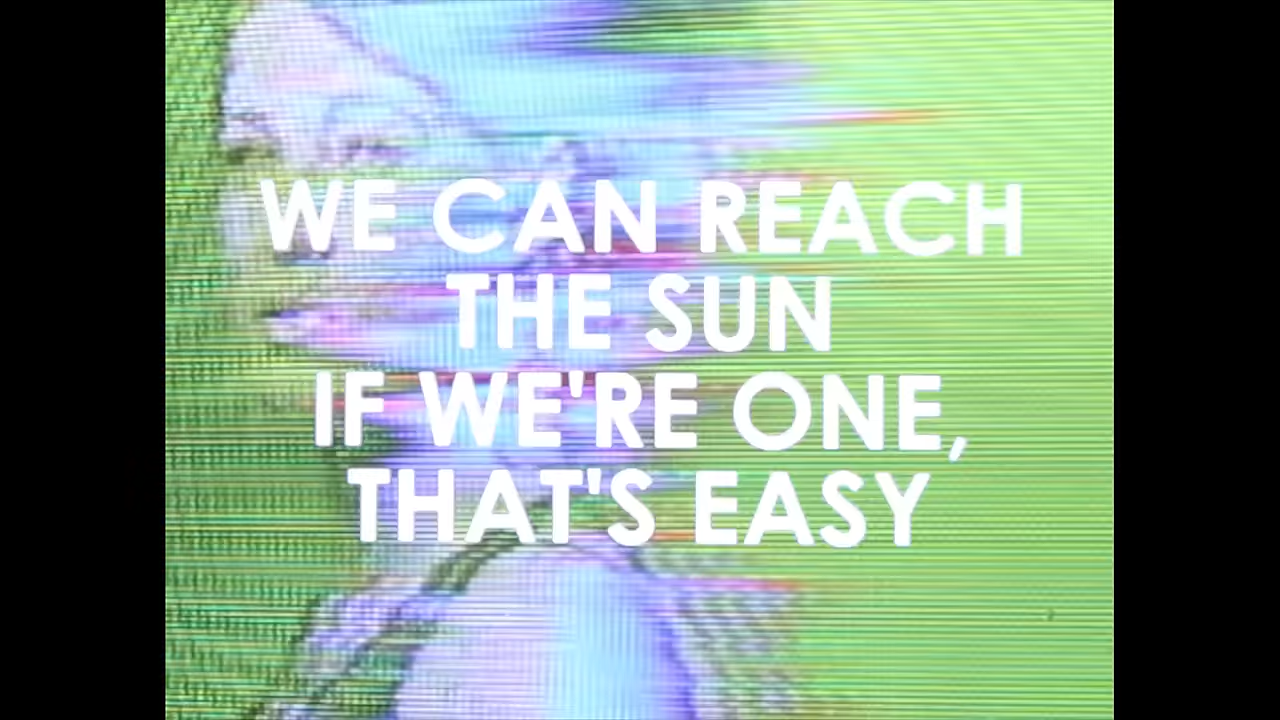 WE CAN REACH
THE SUN
IF WE'RE ONE,
THAT'S EASY